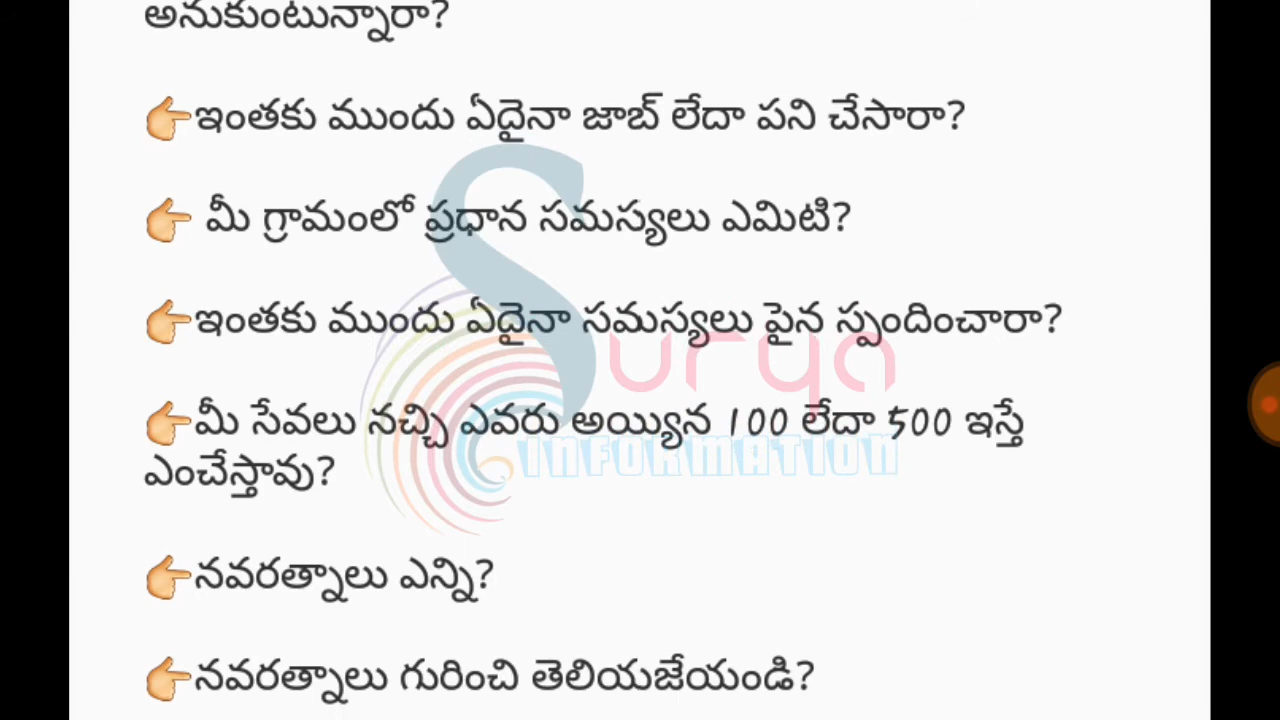 అనుకుంటున్నారా?
👉ఇంతకు ముందు ఏదైనా జాబ్ లేదా పని చేసారా?
👉 మీ గ్రామంలో ప్రధాన సమస్యలు ఎమిటి?
👉ఇంతకు ముందు ఏదైనా సమస్యలు పైన స్పందించారా?
👉మీ సేవలు నచ్చి ఎవరు అయ్యిన 100 లేదా 500 ఇస్తే
ఎంచేస్తావు?
👉నవరత్నాలు ఎన్ని?
👉నవరత్నాలు గురించి తెలియజేయండి?
Surya
INFORMATION